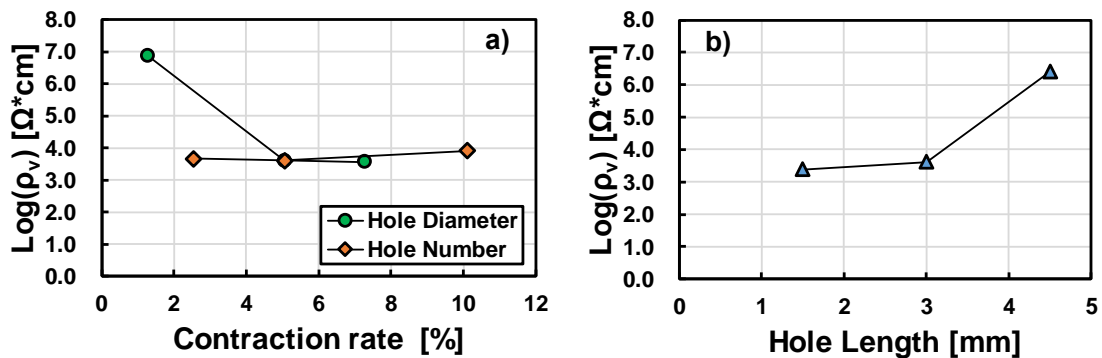 a)
Log(ρᵥ) [Ω*cm]
8.0
7.0
6.0
5.0
4.0
3.0
2.0
1.0
0.0
Hole Diameter
Hole Number
0 2 4 6 8 10 12
Contraction rate [%]
b)
Log(ρᵥ) [Ω*cm]
8.0
7.0
6.0
5.0
4.0
3.0
2.0
1.0
0.0
0 1 2 3 4 5
Hole Length [mm]